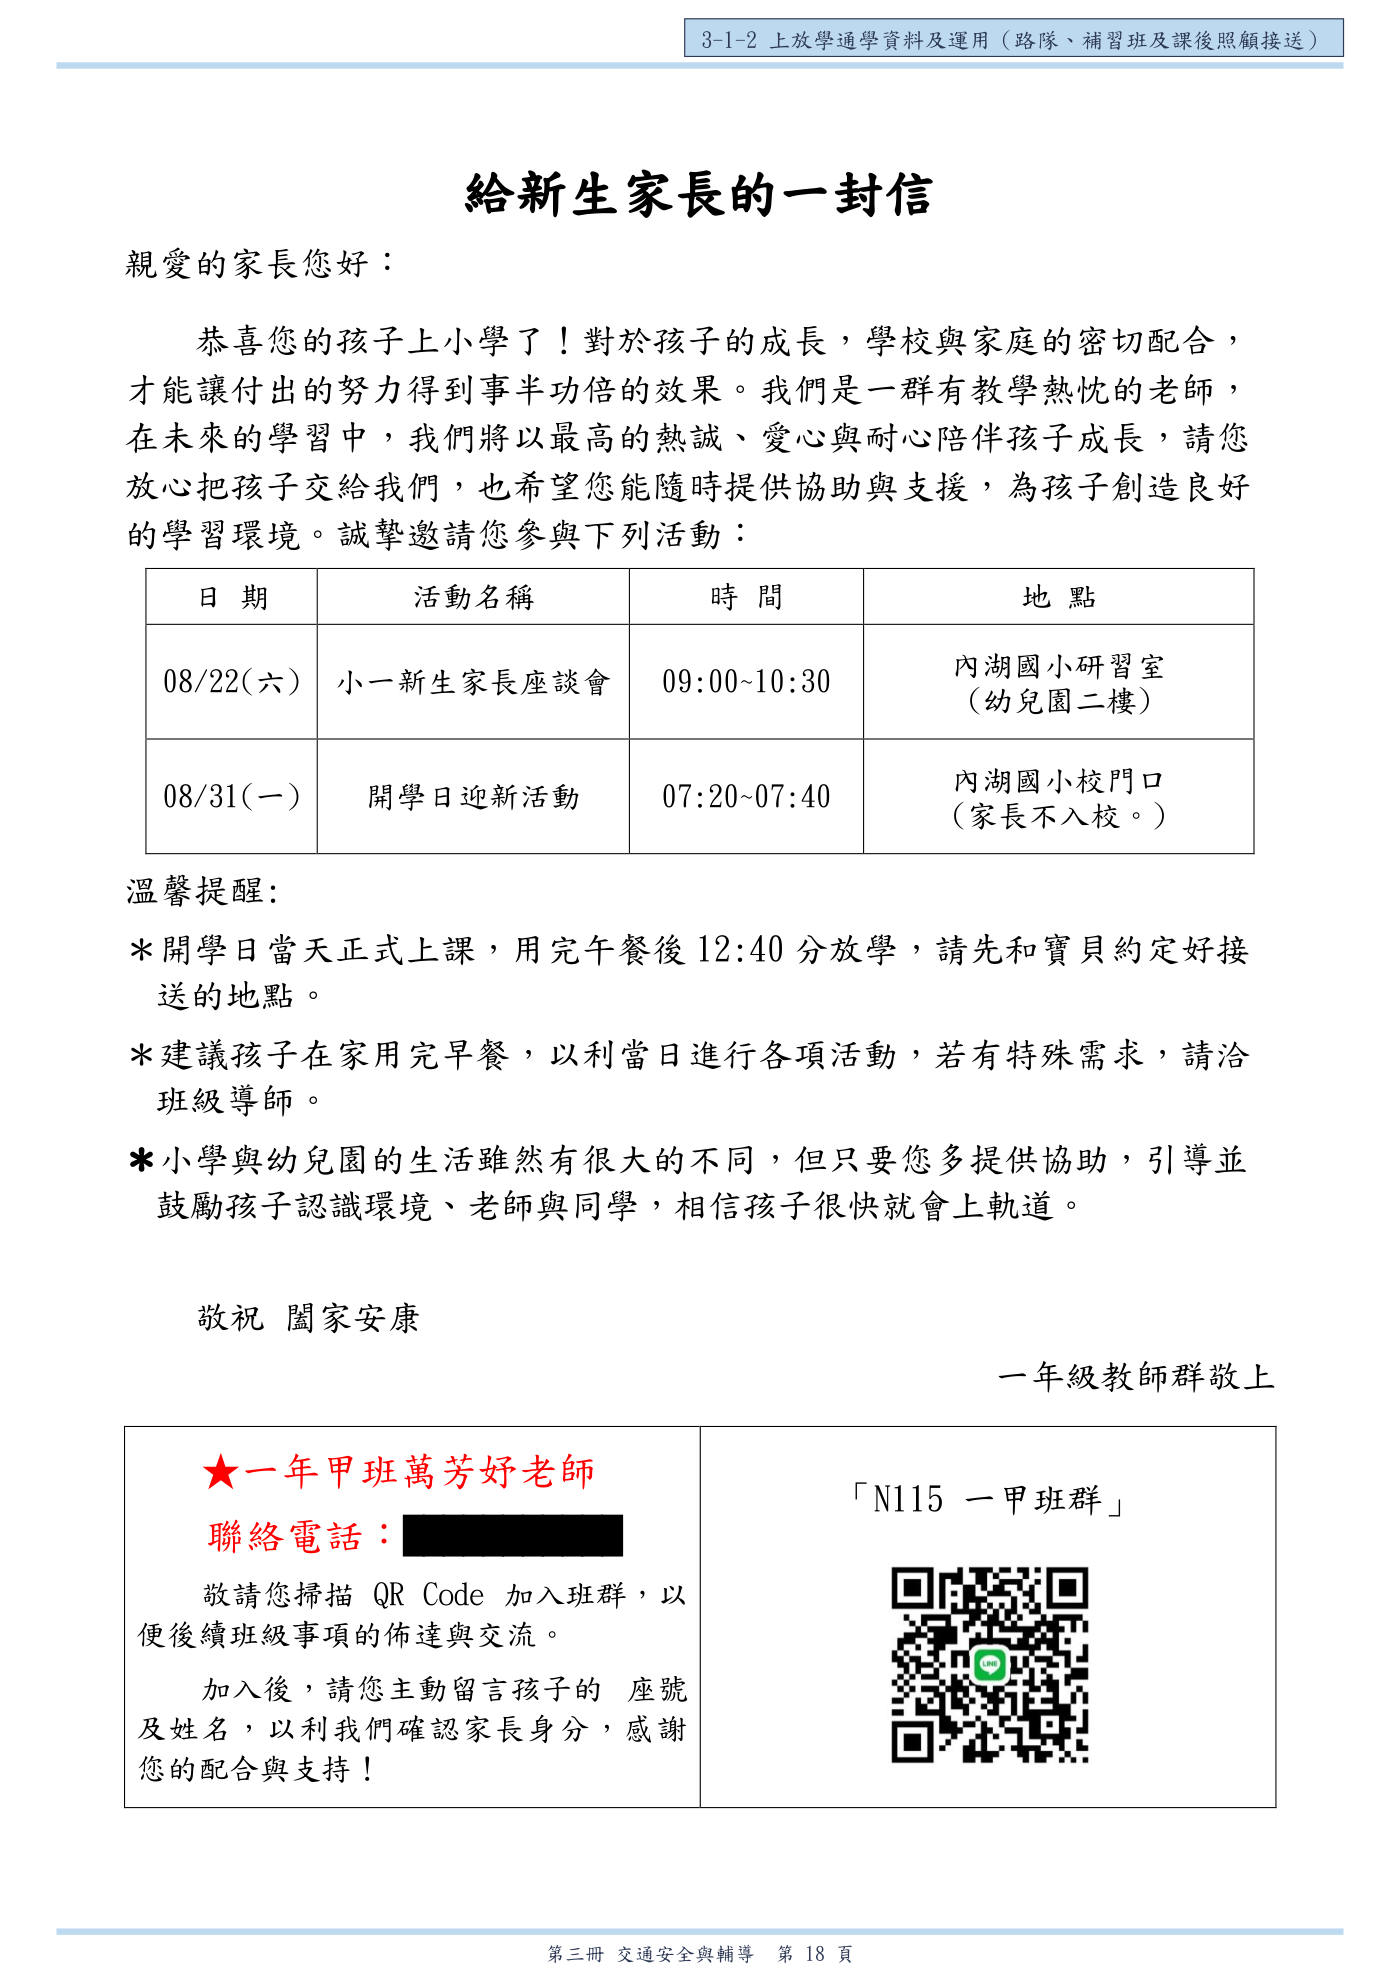 3-1-2 上放學通學資料及運用（路隊、補習班及課後照顧接送）
給新生家長的一封信
親愛的家長您好：
恭喜您的孩子上小學了！對於孩子的成長，學校與家庭的密切配合，
才能讓付出的努力得到事半功倍的效果。我們是一群有教學熱忱的老師，
在未來的學習中，我們將以最高的熱誠、愛心與耐心陪伴孩子成長，請您
放心把孩子交給我們，也希望您能隨時提供協助與支援，為孩子創造良好
的學習環境。誠摯邀請您參與下列活動：
日 期 活動名稱 時 間 地 點
08/22(六) 小一新生家長座談會 09:00~10:30 內湖國小研習室
（幼兒園二樓）
08/31(一) 開學日迎新活動 07:20~07:40 內湖國小校門口
（家長不入校。）
溫馨提醒:
＊開學日當天正式上課，用完午餐後 12:40 分放學，請先和寶貝約定好接
送的地點。
＊建議孩子在家用完早餐，以利當日進行各項活動，若有特殊需求，請洽
班級導師。
＊小學與幼兒園的生活雖然有很大的不同，但只要您多提供協助，引導並
鼓勵孩子認識環境、老師與同學，相信孩子很快就會上軌道。
敬祝 闔家安康
一年級教師群敬上
★一年甲班萬芳妤老師
聯絡電話：
敬請您掃描 QR Code 加入班群，以
便後續班級事項的佈達與交流。
加入後，請您主動留言孩子的 座號
及姓名，以利我們確認家長身分，感謝
您的配合與支持！
「N115 一甲班群」
LINE
第三冊 交通安全與輔導 第 18 頁